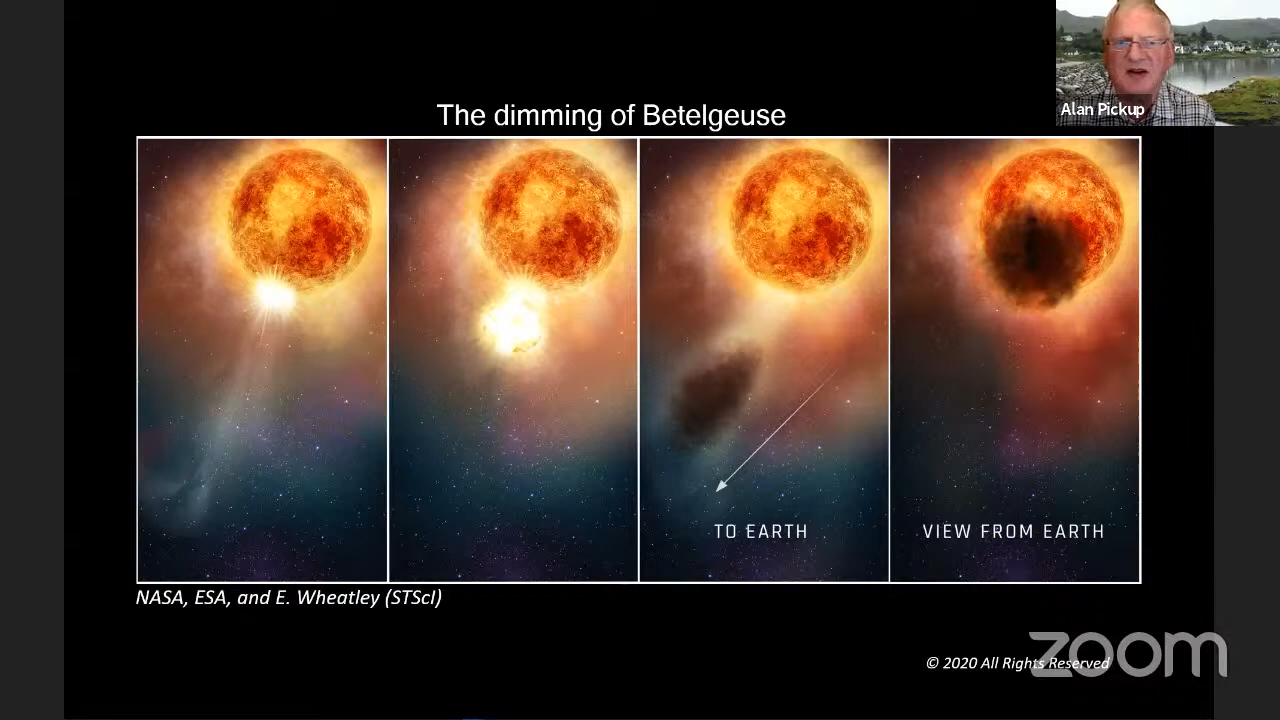 Alan Pickup
The dimming of Betelgeuse
TO EARTH
VIEW FROM EARTH
NASA, ESA, and E. Wheatley (STScI)
© 2020 All Rights Reserved
zoom